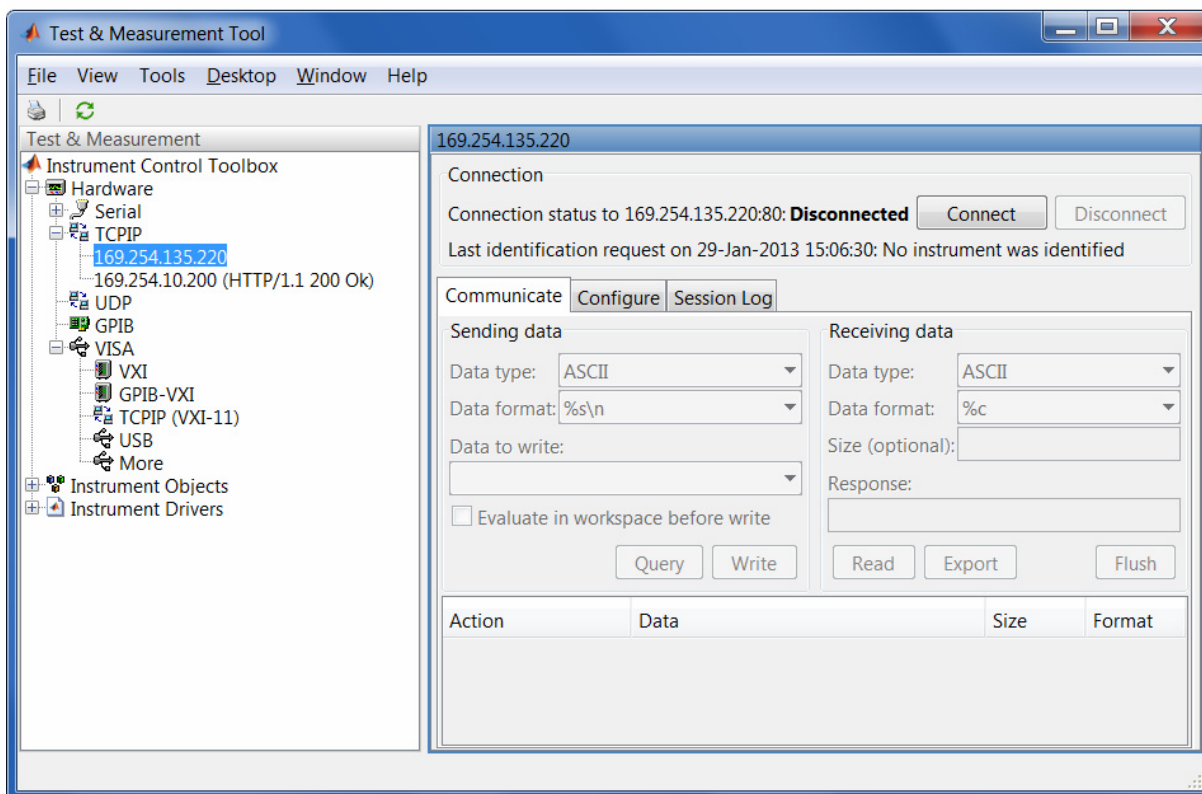 Test & Measurement Tool
File View Tools Desktop Window Help
Test & Measurement
Instrument Control Toolbox
Hardware
Serial
TCPIP
169.254.135.220
169.254.10.200 (HTTP/1.1 200 Ok)
UDP
GPIB
VISA
VXI
GPIB-VXI
TCPIP (VXI-11)
USB
More
Instrument Objects
Instrument Drivers
169.254.135.220
Connection
Connection status to 169.254.135.220:80: Disconnected Connect Disconnect
Last identification request on 29-Jan-2013 15:06:30: No instrument was identified
Communicate Configure Session Log
Sending data
Data type: ASCII
Data format: %s\n
Data to write:
Evaluate in workspace before write
Query Write
Receiving data
Data type: ASCII
Data format: %c
Size (optional):
Response:
Read Export Flush
Action Data Size Format